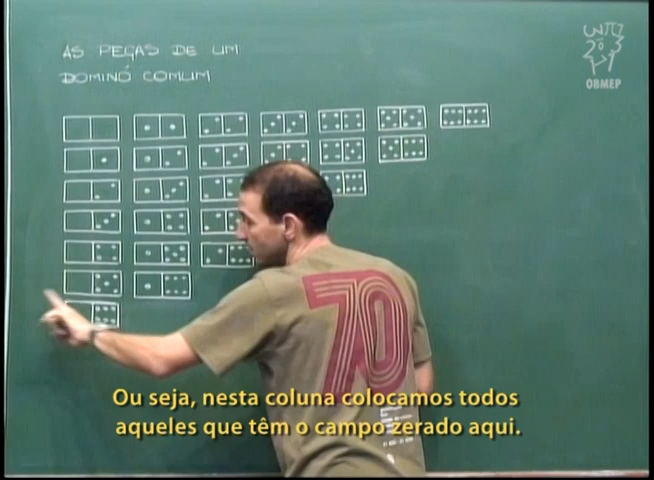 AS PEÇAS DE UM
DOMINÓ COMUM
OBMEP
70
Ou seja, nesta coluna colocamos todos
aqueles que têm o campo zerado aqui.